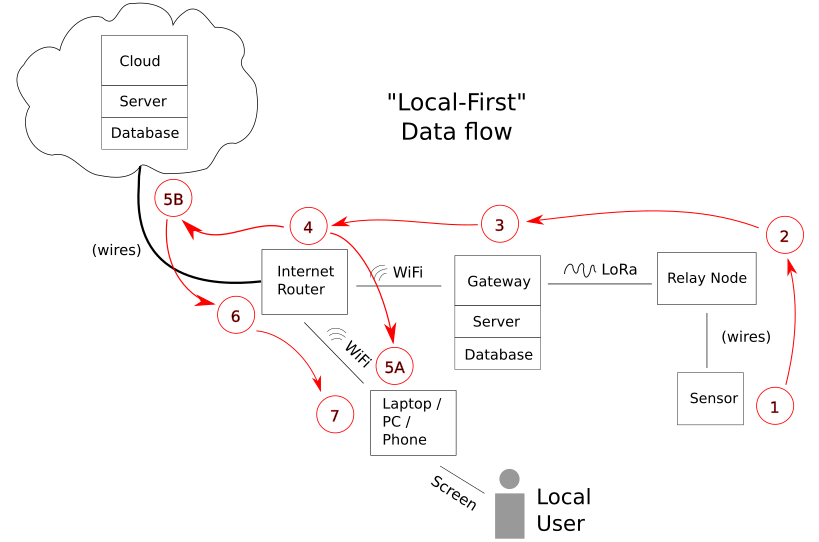 Cloud
Server
Database
"Local-First"
Data flow
5B
4
3
2
(wires)
Internet
Router
WiFi
Gateway
Server
Database
LoRa
Relay Node
(wires)
6
WiFi
5A
7
Laptop /
PC /
Phone
Sensor
1
Screen
Local
User